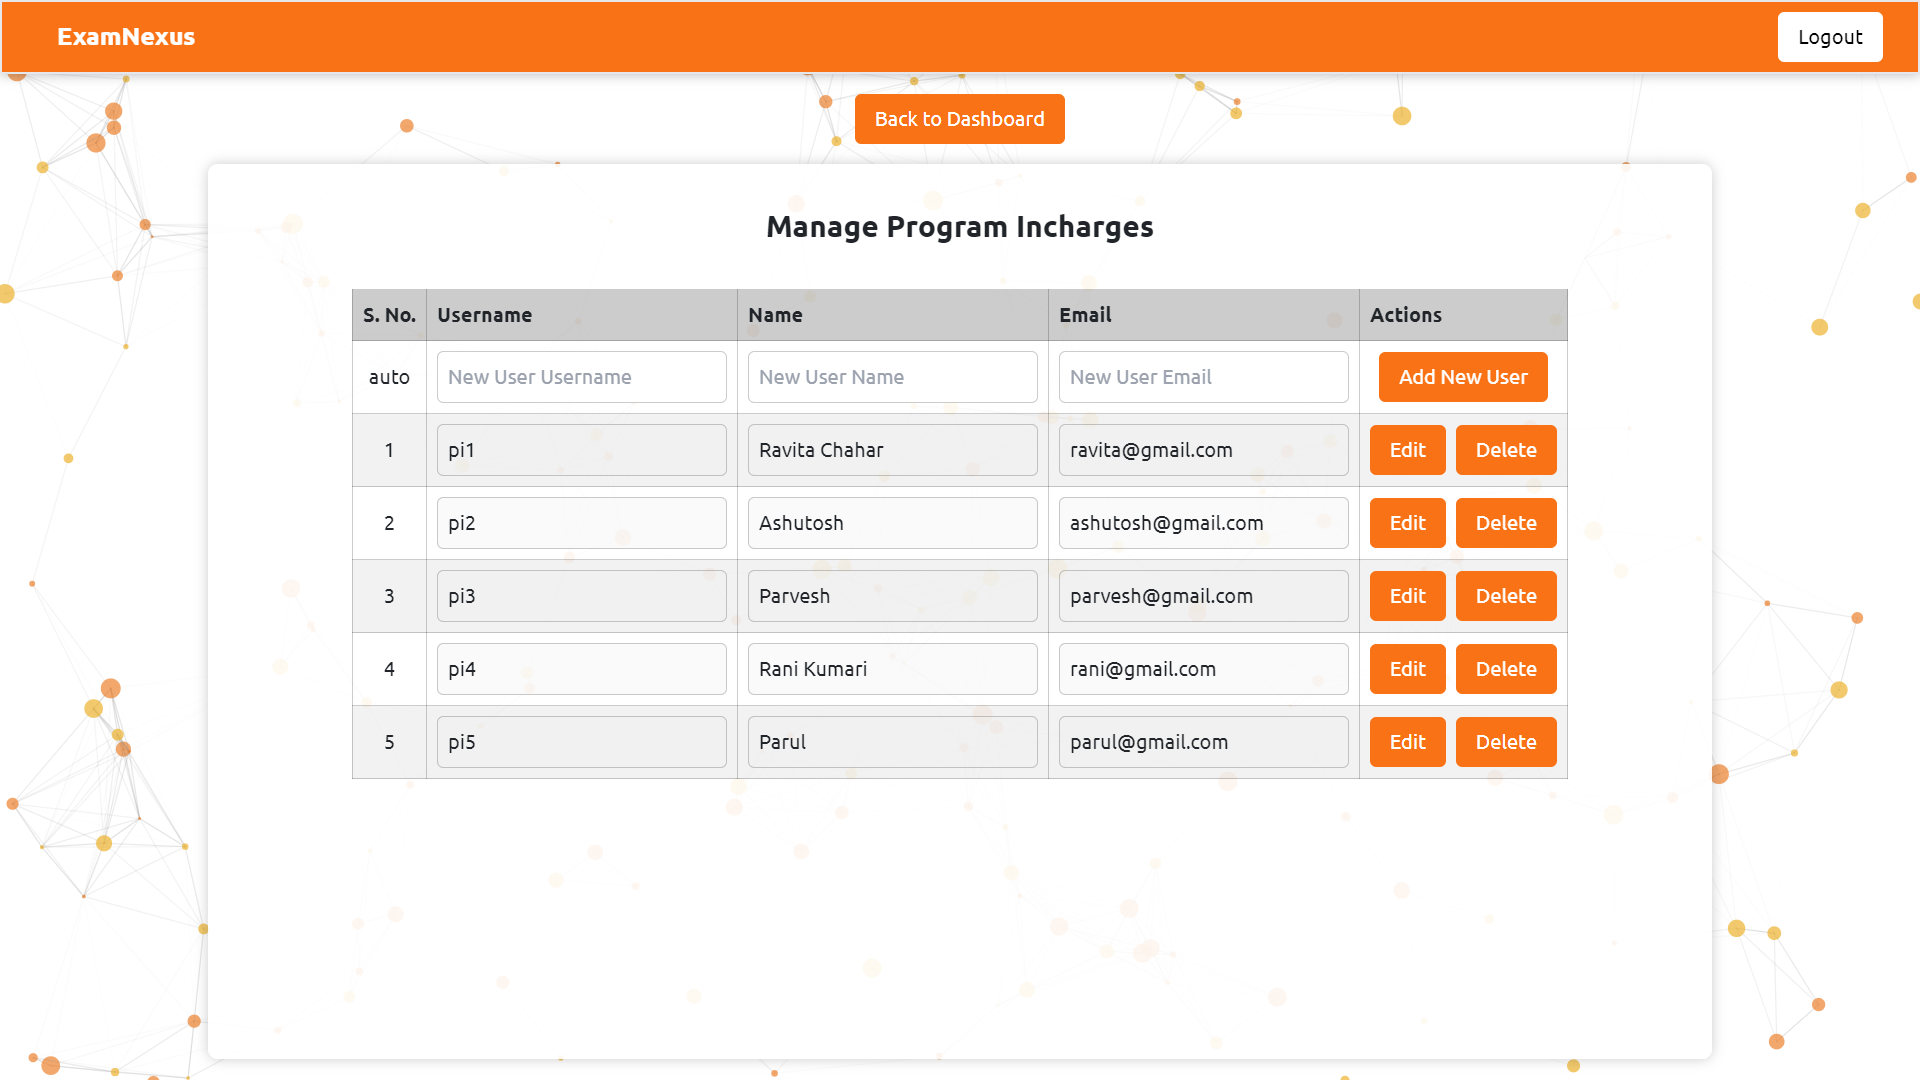 ExamNexus
Logout
Back to Dashboard
Manage Program Incharges
S. No. Username Name Email Actions
auto New User Username New User Name New User Email Add New User
1 pi1 Ravita Chahar ravita@gmail.com Edit Delete
2 pi2 Ashutosh ashutosh@gmail.com Edit Delete
3 pi3 Parvesh parvesh@gmail.com Edit Delete
4 pi4 Rani Kumari rani@gmail.com Edit Delete
5 pi5 Parul parul@gmail.com Edit Delete